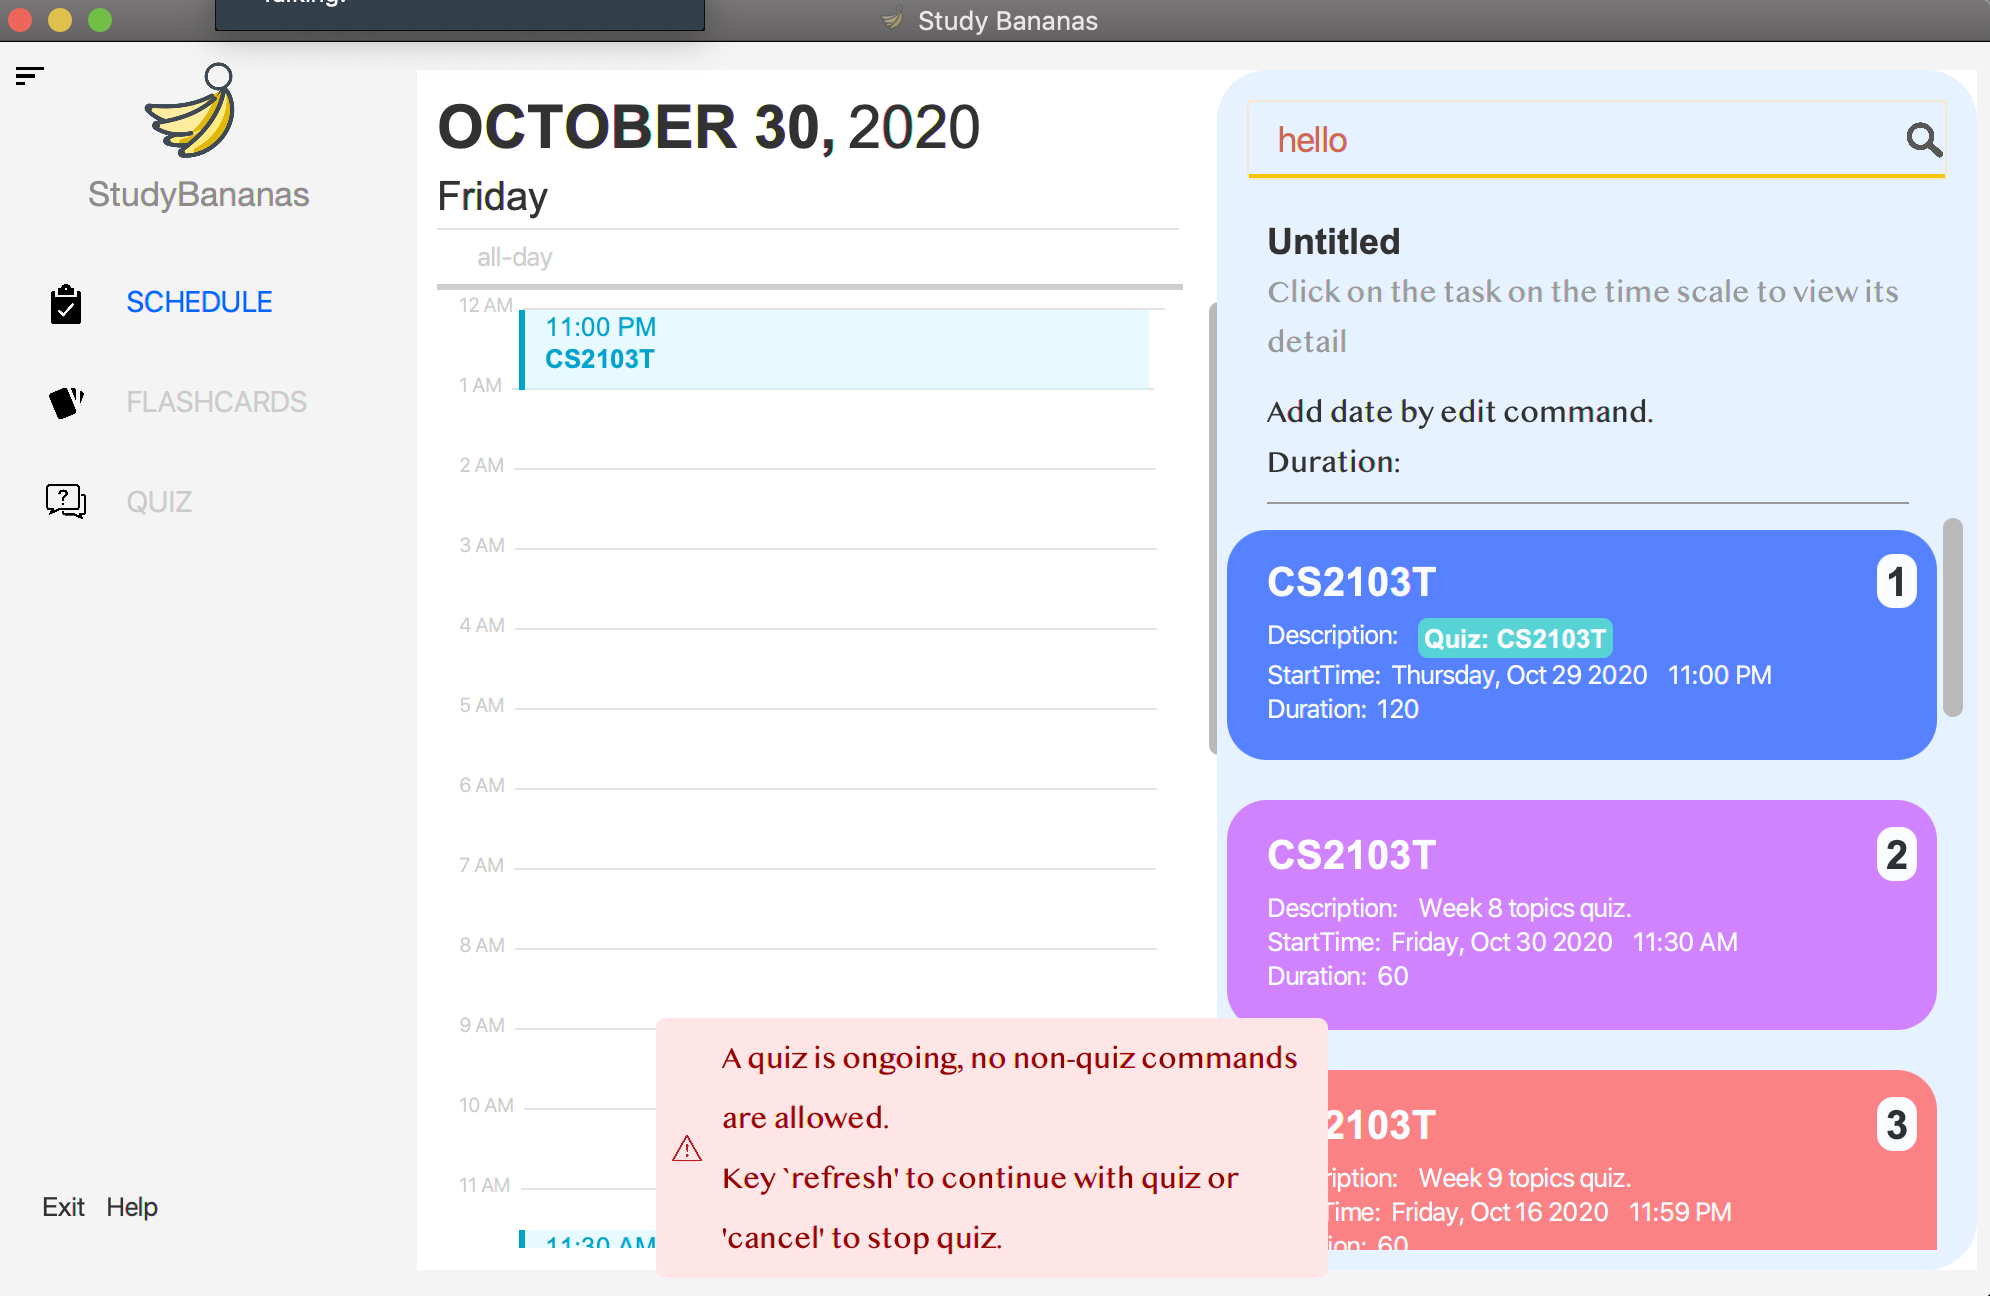 Study Bananas
StudyBananas
SCHEDULE
FLASHCARDS
QUIZ
Exit Help
OCTOBER 30, 2020
Friday
all-day
12 AM
11:00 PM
CS2103T
1 AM
2 AM
3 AM
4 AM
5 AM
6 AM
7 AM
8 AM
9 AM
10 AM
11 AM
11:30 AM
hello
Untitled
Click on the task on the time scale to view its
detail
Add date by edit command.
Duration:
CS2103T
1
Description: Quiz: CS2103T
StartTime: Thursday, Oct 29 2020 11:00 PM
Duration: 120
CS2103T
2
Description: Week 8 topics quiz.
StartTime: Friday, Oct 30 2020 11:30 AM
Duration: 60
2103T
3
ription: Week 9 topics quiz.
Time: Friday, Oct 16 2020 11:59 PM
ion: 60
A quiz is ongoing, no non-quiz commands
are allowed.
Key `refresh' to continue with quiz or
'cancel' to stop quiz.